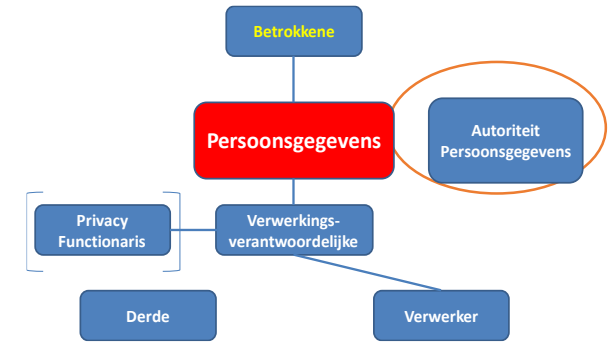 Betrokkene
Persoonsgegevens
Autoriteit
Persoonsgegevens
Privacy
Functionaris
Verwerkings-
verantwoordelijke
Derde
Verwerker